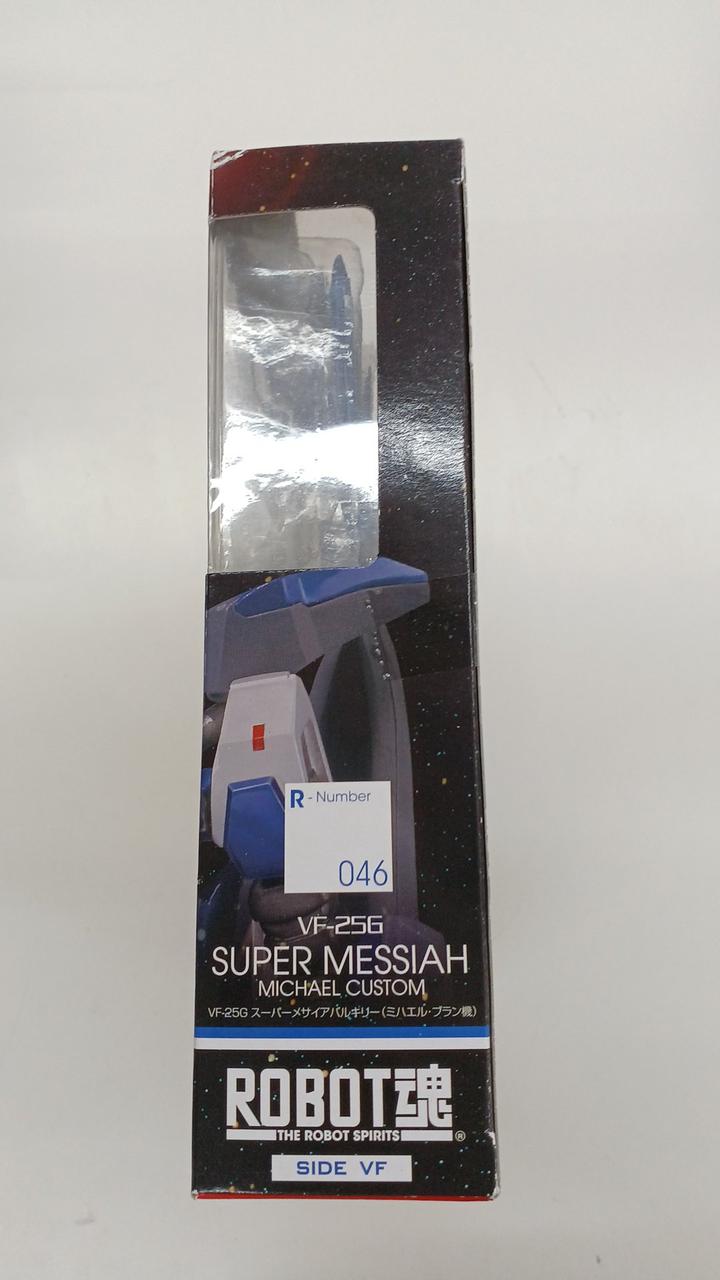 R - Number
046
VF-25G
SUPER MESSIAH
MICHAEL CUSTOM
VF-25G スーパーメサイアバルキリー(ミハエル・ブラン機)
ROBOT魂
THE ROBOT SPIRITS ®
SIDE VF